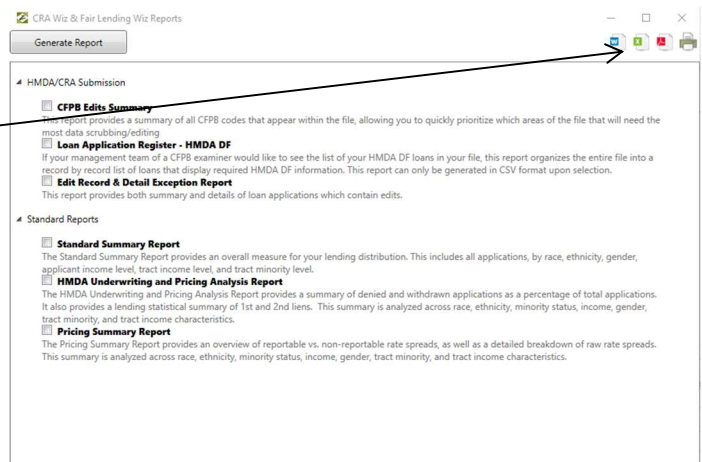 CRA Wiz & Fair Lending Wiz Reports
Generate Report
HMDA/CRA Submission
CFPB Edits Summary
This report provides a summary of all CFPB codes that appear within the file, allowing you to quickly prioritize which areas of the file that will need the
most data scrubbing/editing
Loan Application Register - HMDA DF
If your management team of a CFPB examiner would like to see the list of your HMDA DF loans in your file, this report organizes the entire file into a
record by record list of loans that display required HMDA DF information. This report can only be generated in CSV format upon selection.
Edit Record & Detail Exception Report
This report provides both summary and details of loan applications which contain edits.
Standard Reports
Standard Summary Report
The Standard Summary Report provides an overall measure for your lending distribution. This includes all applications, by race, ethnicity, gender,
applicant income level, tract income level, and tract minority level.
HMDA Underwriting and Pricing Analysis Report
The HMDA Underwriting and Pricing Analysis Report provides a summary of denied and withdrawn applications as a percentage of total applications.
It also provides a lending statistical summary of 1st and 2nd liens. This summary is analyzed across race, ethnicity, minority status, income, gender,
tract minority, and tract income characteristics.
Pricing Summary Report
The Pricing Summary Report provides an overview of reportable vs. non-reportable rate spreads, as well as a detailed breakdown of raw rate spreads.
This summary is analyzed across race, ethnicity, minority status, income, gender, tract minority, and tract income characteristics.